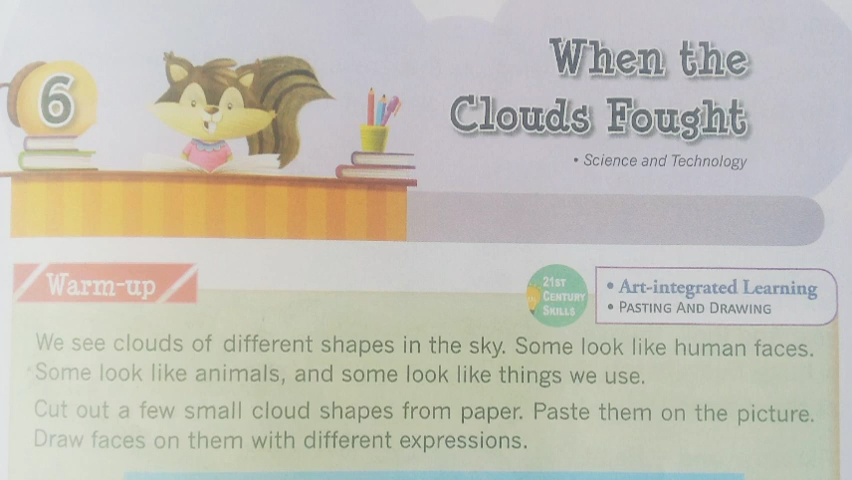 6
When the
Clouds Fought
• Science and Technology
Warm-up
21ST
CENTURY
SKILLS
• Art-integrated Learning
• PASTING AND DRAWING
We see clouds of different shapes in the sky. Some look like human faces.
Some look like animals, and some look like things we use.
Cut out a few small cloud shapes from paper. Paste them on the picture.
Draw faces on them with different expressions.